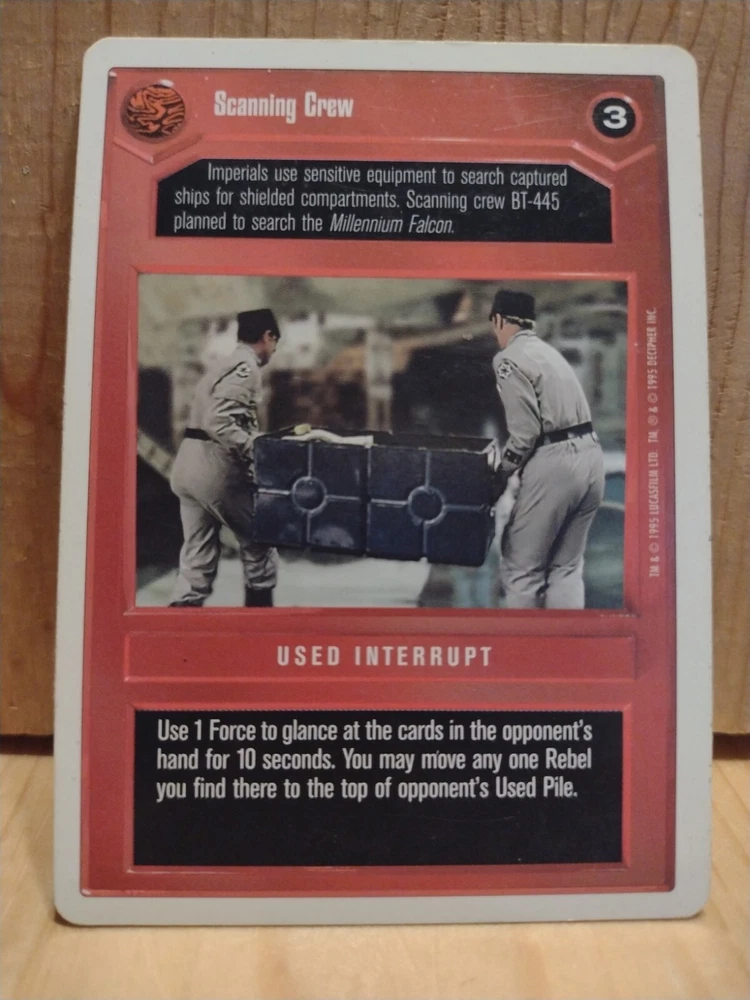 Scanning Crew
3
Imperials use sensitive equipment to search captured
ships for shielded compartments. Scanning crew BT-445
planned to search the Millennium Falcon.
TM & © 1995 LUCASFILM LTD. TM, ® & © 1995 DECIPHER INC.
USED INTERRUPT
Use 1 Force to glance at the cards in the opponent's
hand for 10 seconds. You may move any one Rebel
you find there to the top of opponent's Used Pile.